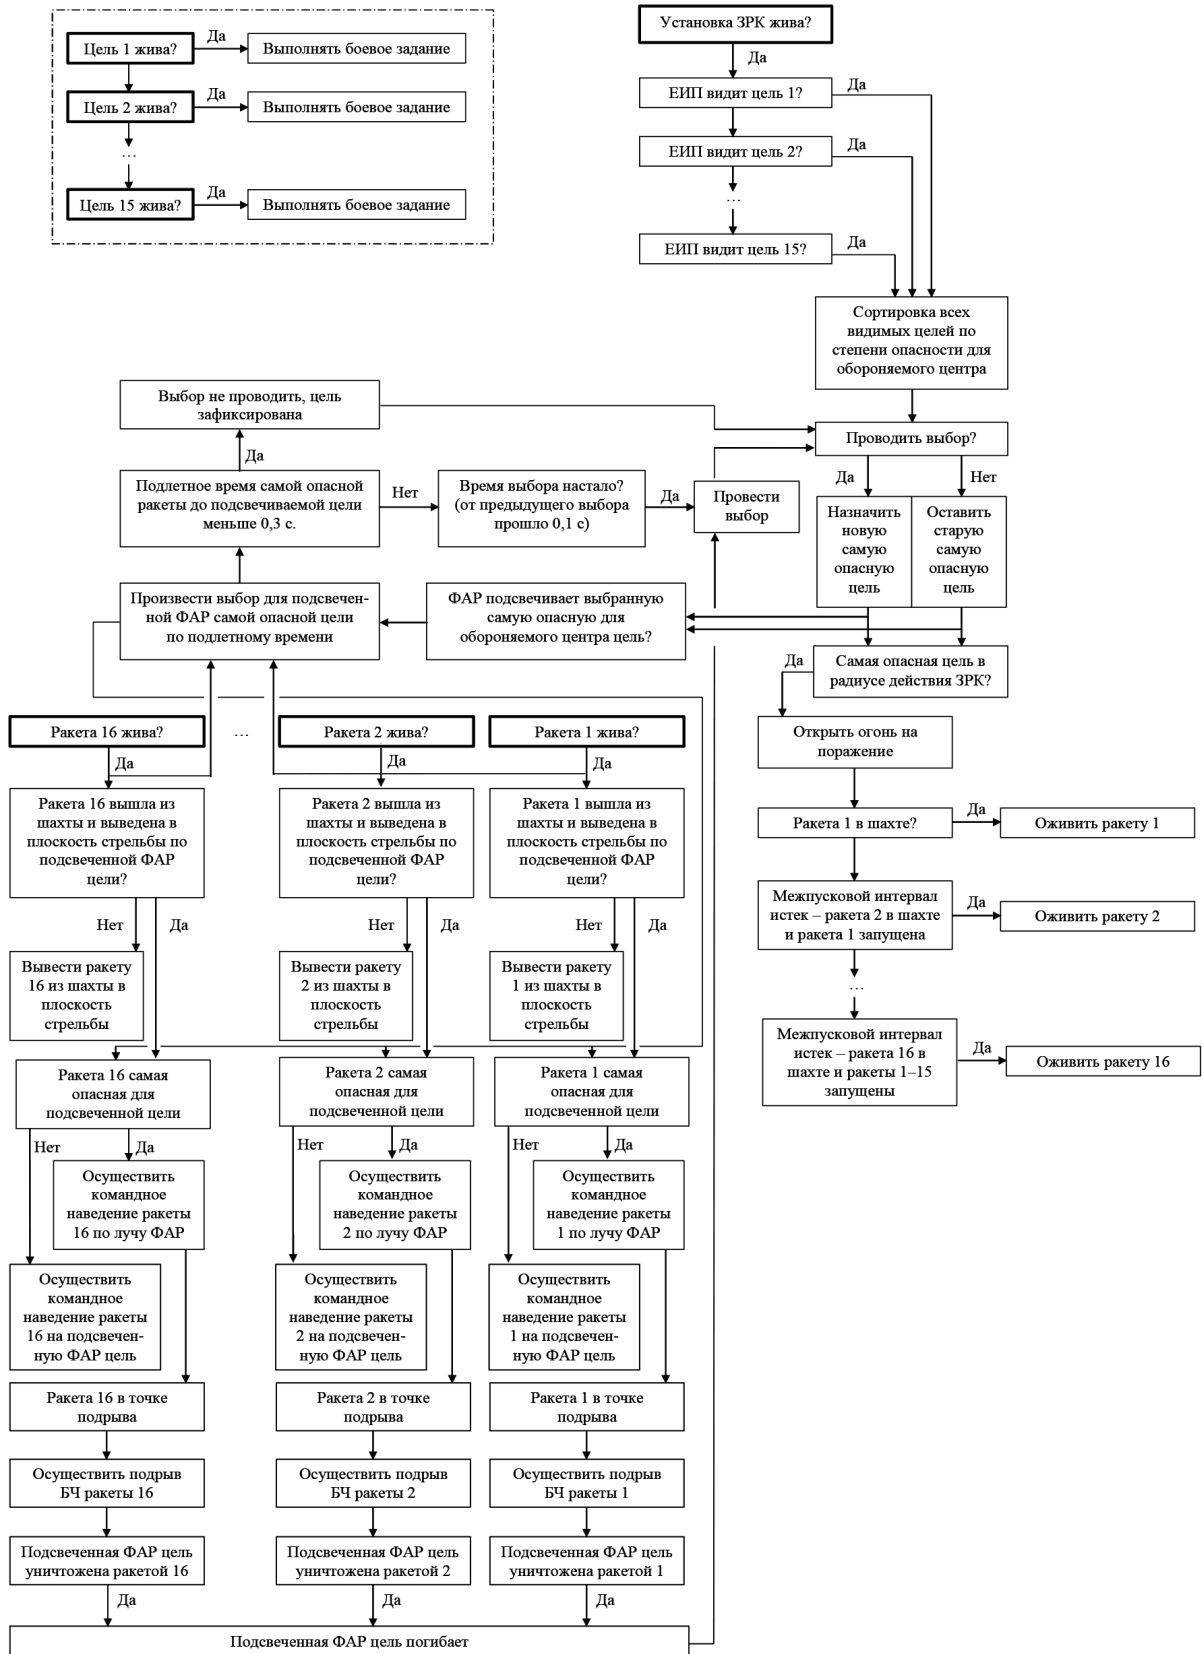 Цель 1 жива?
Да
Выполнять боевое задание
Цель 2 жива?
Да
Выполнять боевое задание
...
Цель 15 жива?
Да
Выполнять боевое задание
Установка ЗРК жива?
Да
ЕИП видит цель 1?
Да
ЕИП видит цель 2?
Да
...
ЕИП видит цель 15?
Да
Сортировка всех
видимых целей по
степени опасности для
обороняемого центра
Проводить выбор?
Да
Нет
Назначить
новую
самую
опасную
цель
Оставить
старую
самую
опасную
цель
Выбор не проводить, цель
зафиксирована
Да
Подлетное время самой опасной
ракеты до подсвечиваемой цели
меньше 0,3 с.
Нет
Время выбора настало?
(от предыдущего выбора
прошло 0,1 с)
Да
Провести
выбор
Произвести выбор для подсвечен-
ной ФАР самой опасной цели
по подлетному времени
ФАР подсвечивает выбранную
самую опасную для
обороняемого центра цель?
Самая опасная цель в
радиусе действия ЗРК?
Да
Открыть огонь на
поражение
Ракета 1 в шахте?
Да
Оживить ракету 1
Межпусковой интервал
истек – ракета 2 в шахте
и ракета 1 запущена
Да
Оживить ракету 2
...
Межпусковой интервал
истек – ракета 16 в
шахте и ракеты 1–15
запущены
Да
Оживить ракету 16
Ракета 16 жива?
...
Ракета 2 жива?
Ракета 1 жива?
Да
Да
Да
Ракета 16 вышла из
шахты и выведена в
плоскость стрельбы по
подсвеченной ФАР
цели?
Ракета 2 вышла из
шахты и выведена в
плоскость стрельбы по
подсвеченной ФАР
цели?
Ракета 1 вышла из
шахты и выведена в
плоскость стрельбы по
подсвеченной ФАР
цели?
Нет
Да
Нет
Да
Нет
Да
Вывести ракету
16 из шахты в
плоскость
стрельбы
Вывести ракету
2 из шахты в
плоскость
стрельбы
Вывести ракету
1 из шахты в
плоскость
стрельбы
Ракета 16 самая
опасная для
подсвеченной цели
Ракета 2 самая
опасная для
подсвеченной цели
Ракета 1 самая
опасная для
подсвеченной цели
Нет
Да
Нет
Да
Нет
Да
Осуществить
командное
наведение ракеты
16 по лучу ФАР
Осуществить
командное
наведение ракеты
2 по лучу ФАР
Осуществить
командное
наведение ракеты
1 по лучу ФАР
Осуществить
командное
наведение ракеты
16 на подсвечен-
ную ФАР цель
Осуществить
командное
наведение ракеты
2 на подсвечен-
ную ФАР цель
Осуществить
командное
наведение ракеты
1 на подсвечен-
ную ФАР цель
Ракета 16 в точке
подрыва
Ракета 2 в точке
подрыва
Ракета 1 в точке
подрыва
Осуществить подрыв
БЧ ракеты 16
Осуществить подрыв
БЧ ракеты 2
Осуществить подрыв
БЧ ракеты 1
Подсвеченная ФАР цель
уничтожена ракетой 16
Подсвеченная ФАР цель
уничтожена ракетой 2
Подсвеченная ФАР цель
уничтожена ракетой 1
Да
Да
Да
Подсвеченная ФАР цель погибает